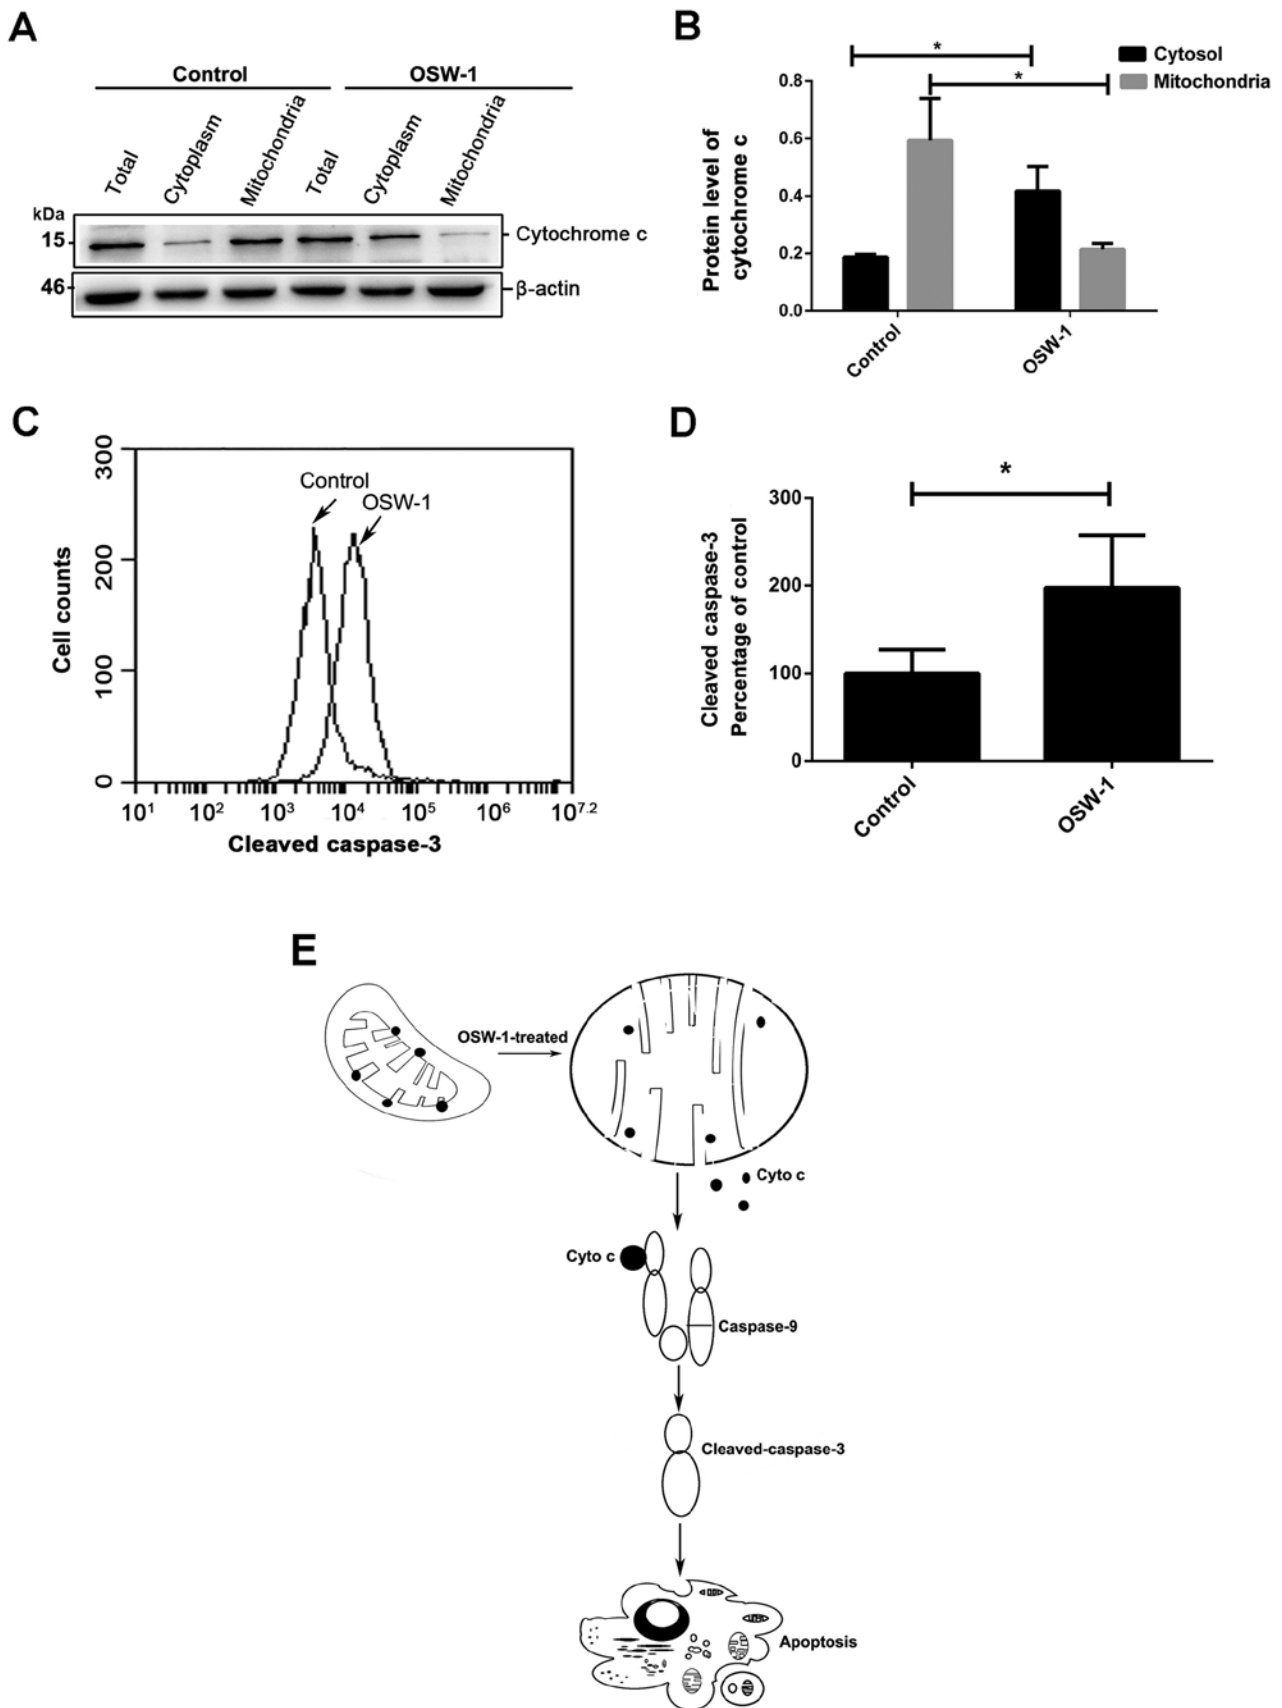 A
Control
OSW-1
Total
Cytoplasm
Mitochondria
Total
Cytoplasm
Mitochondria
kDa
15
Cytochrome c
46
β-actin
B
*
*
Cytosol
Mitochondria
Protein level of
cytochrome c
0.8
0.6
0.4
0.2
0.0
Control
OSW-1
C
Cell counts
300
200
100
0
Control
OSW-1
10¹ 10² 10³ 10⁴ 10⁵ 10⁶ 10⁷·²
Cleaved caspase-3
D
*
Cleaved caspase-3
Percentage of control
300
200
100
0
Control
OSW-1
E
OSW-1-treated
Cyto c
Cyto c
Caspase-9
Cleaved-caspase-3
Apoptosis